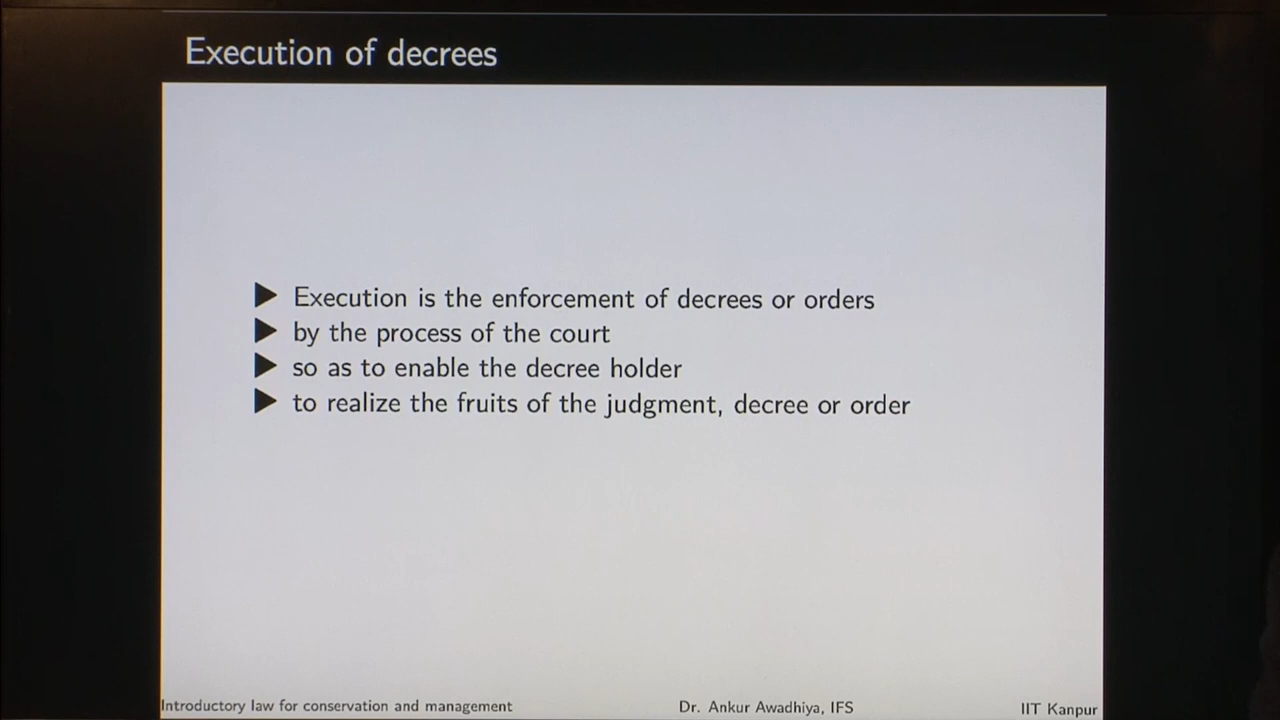 Execution of decrees
▶ Execution is the enforcement of decrees or orders
▶ by the process of the court
▶ so as to enable the decree holder
▶ to realize the fruits of the judgment, decree or order
Introductory law for conservation and management Dr. Ankur Awadhiya, IFS IIT Kanpur